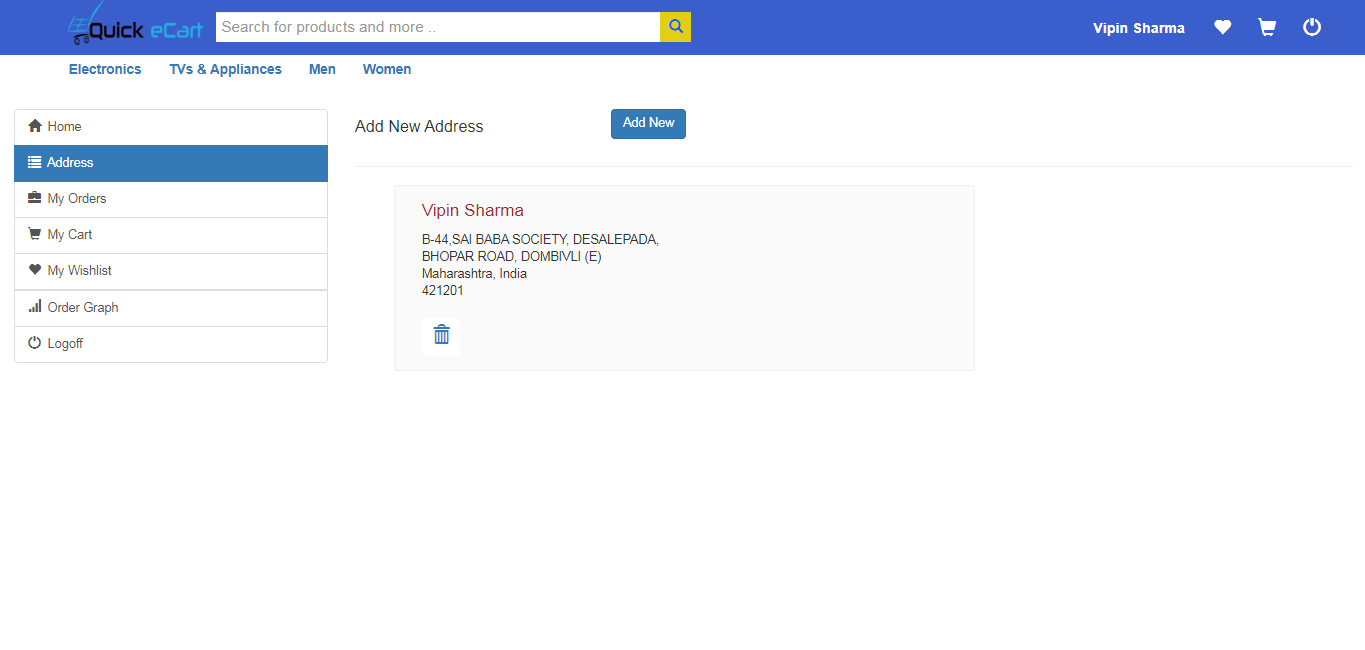 Quick eCart
Search for products and more ..
Vipin Sharma
Electronics
TVs & Appliances
Men
Women
Home
Address
My Orders
My Cart
My Wishlist
Order Graph
Logoff
Add New Address
Add New
Vipin Sharma
B-44,SAI BABA SOCIETY, DESALEPADA,
BHOPAR ROAD, DOMBIVLI (E)
Maharashtra, India
421201